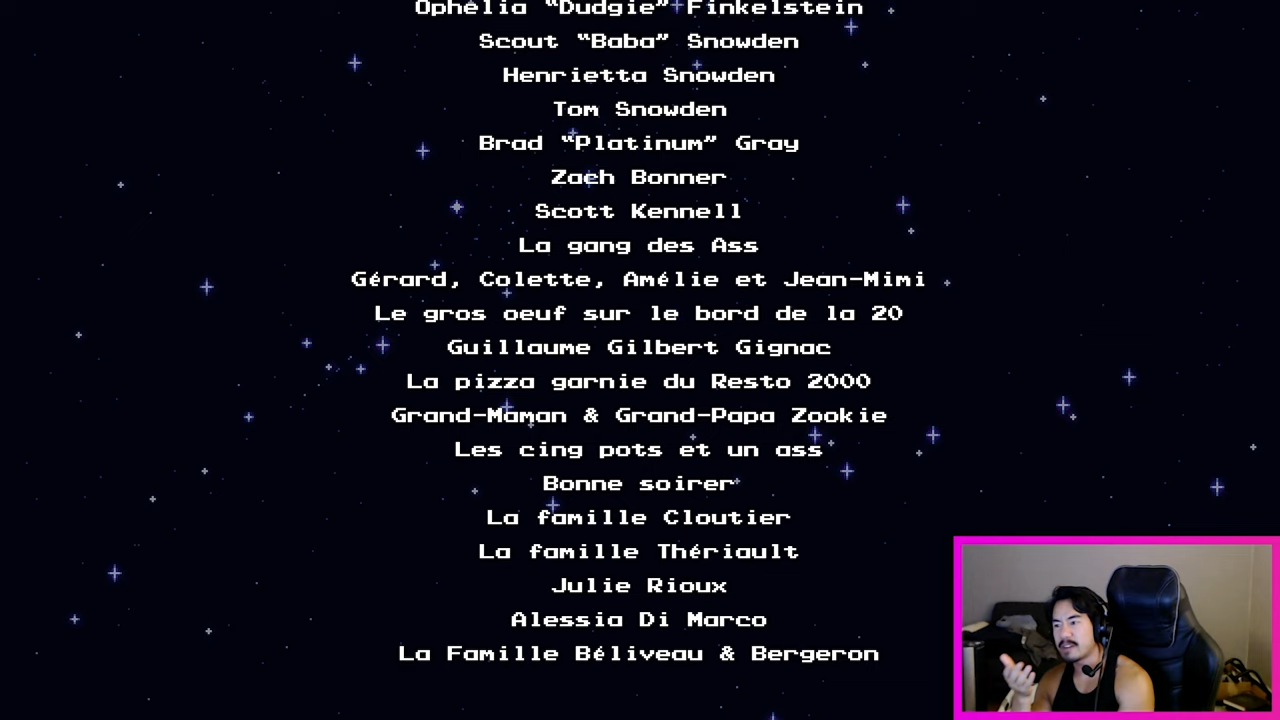 Ophelia “Dudgie” Finkelstein
Scout “Baba” Snowden
Henrietta Snowden
Tom Snowden
Brad “Platinum” Gray
Zach Bonner
Scott Kennell
La gang des Ass
Gérard, Colette, Amélie et Jean-Mimi
Le gros oeuf sur le bord de la 20
Guillaume Gilbert Gignac
La pizza garnie du Resto 2000
Grand-Maman & Grand-Papa Zookie
Les cinq pots et un ass
Bonne soirer
La famille Cloutier
La famille Thériault
Julie Rioux
Alessia Di Marco
La Famille Béliveau & Bergeron